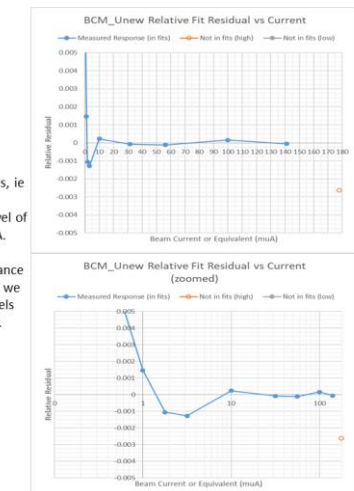 BCM_Unew Relative Fit Residual vs Current
Measured Response (in fits) Not in fits (high) Not in fits (low)
0.005
0.004
0.003
0.002
0.001
0
-0.001
-0.002
-0.003
-0.004
-0.005
0 10 20 30 40 50 60 70 80 90 100 110 120 130 140 150 160 170 180
Relative Residual
Beam Current or Equivalent (muA)
s, ie
vel of
A.
ance
we
els
BCM_Unew Relative Fit Residual vs Current
(zoomed)
Measured Response (in fits) Not in fits (high) Not in fits (low)
0.005
0.004
0.003
0.002
0.001
0
-0.001
-0.002
-0.003
-0.004
-0.005
0 1 10 100
Relative Residual
Beam Current or Equivalent (muA)